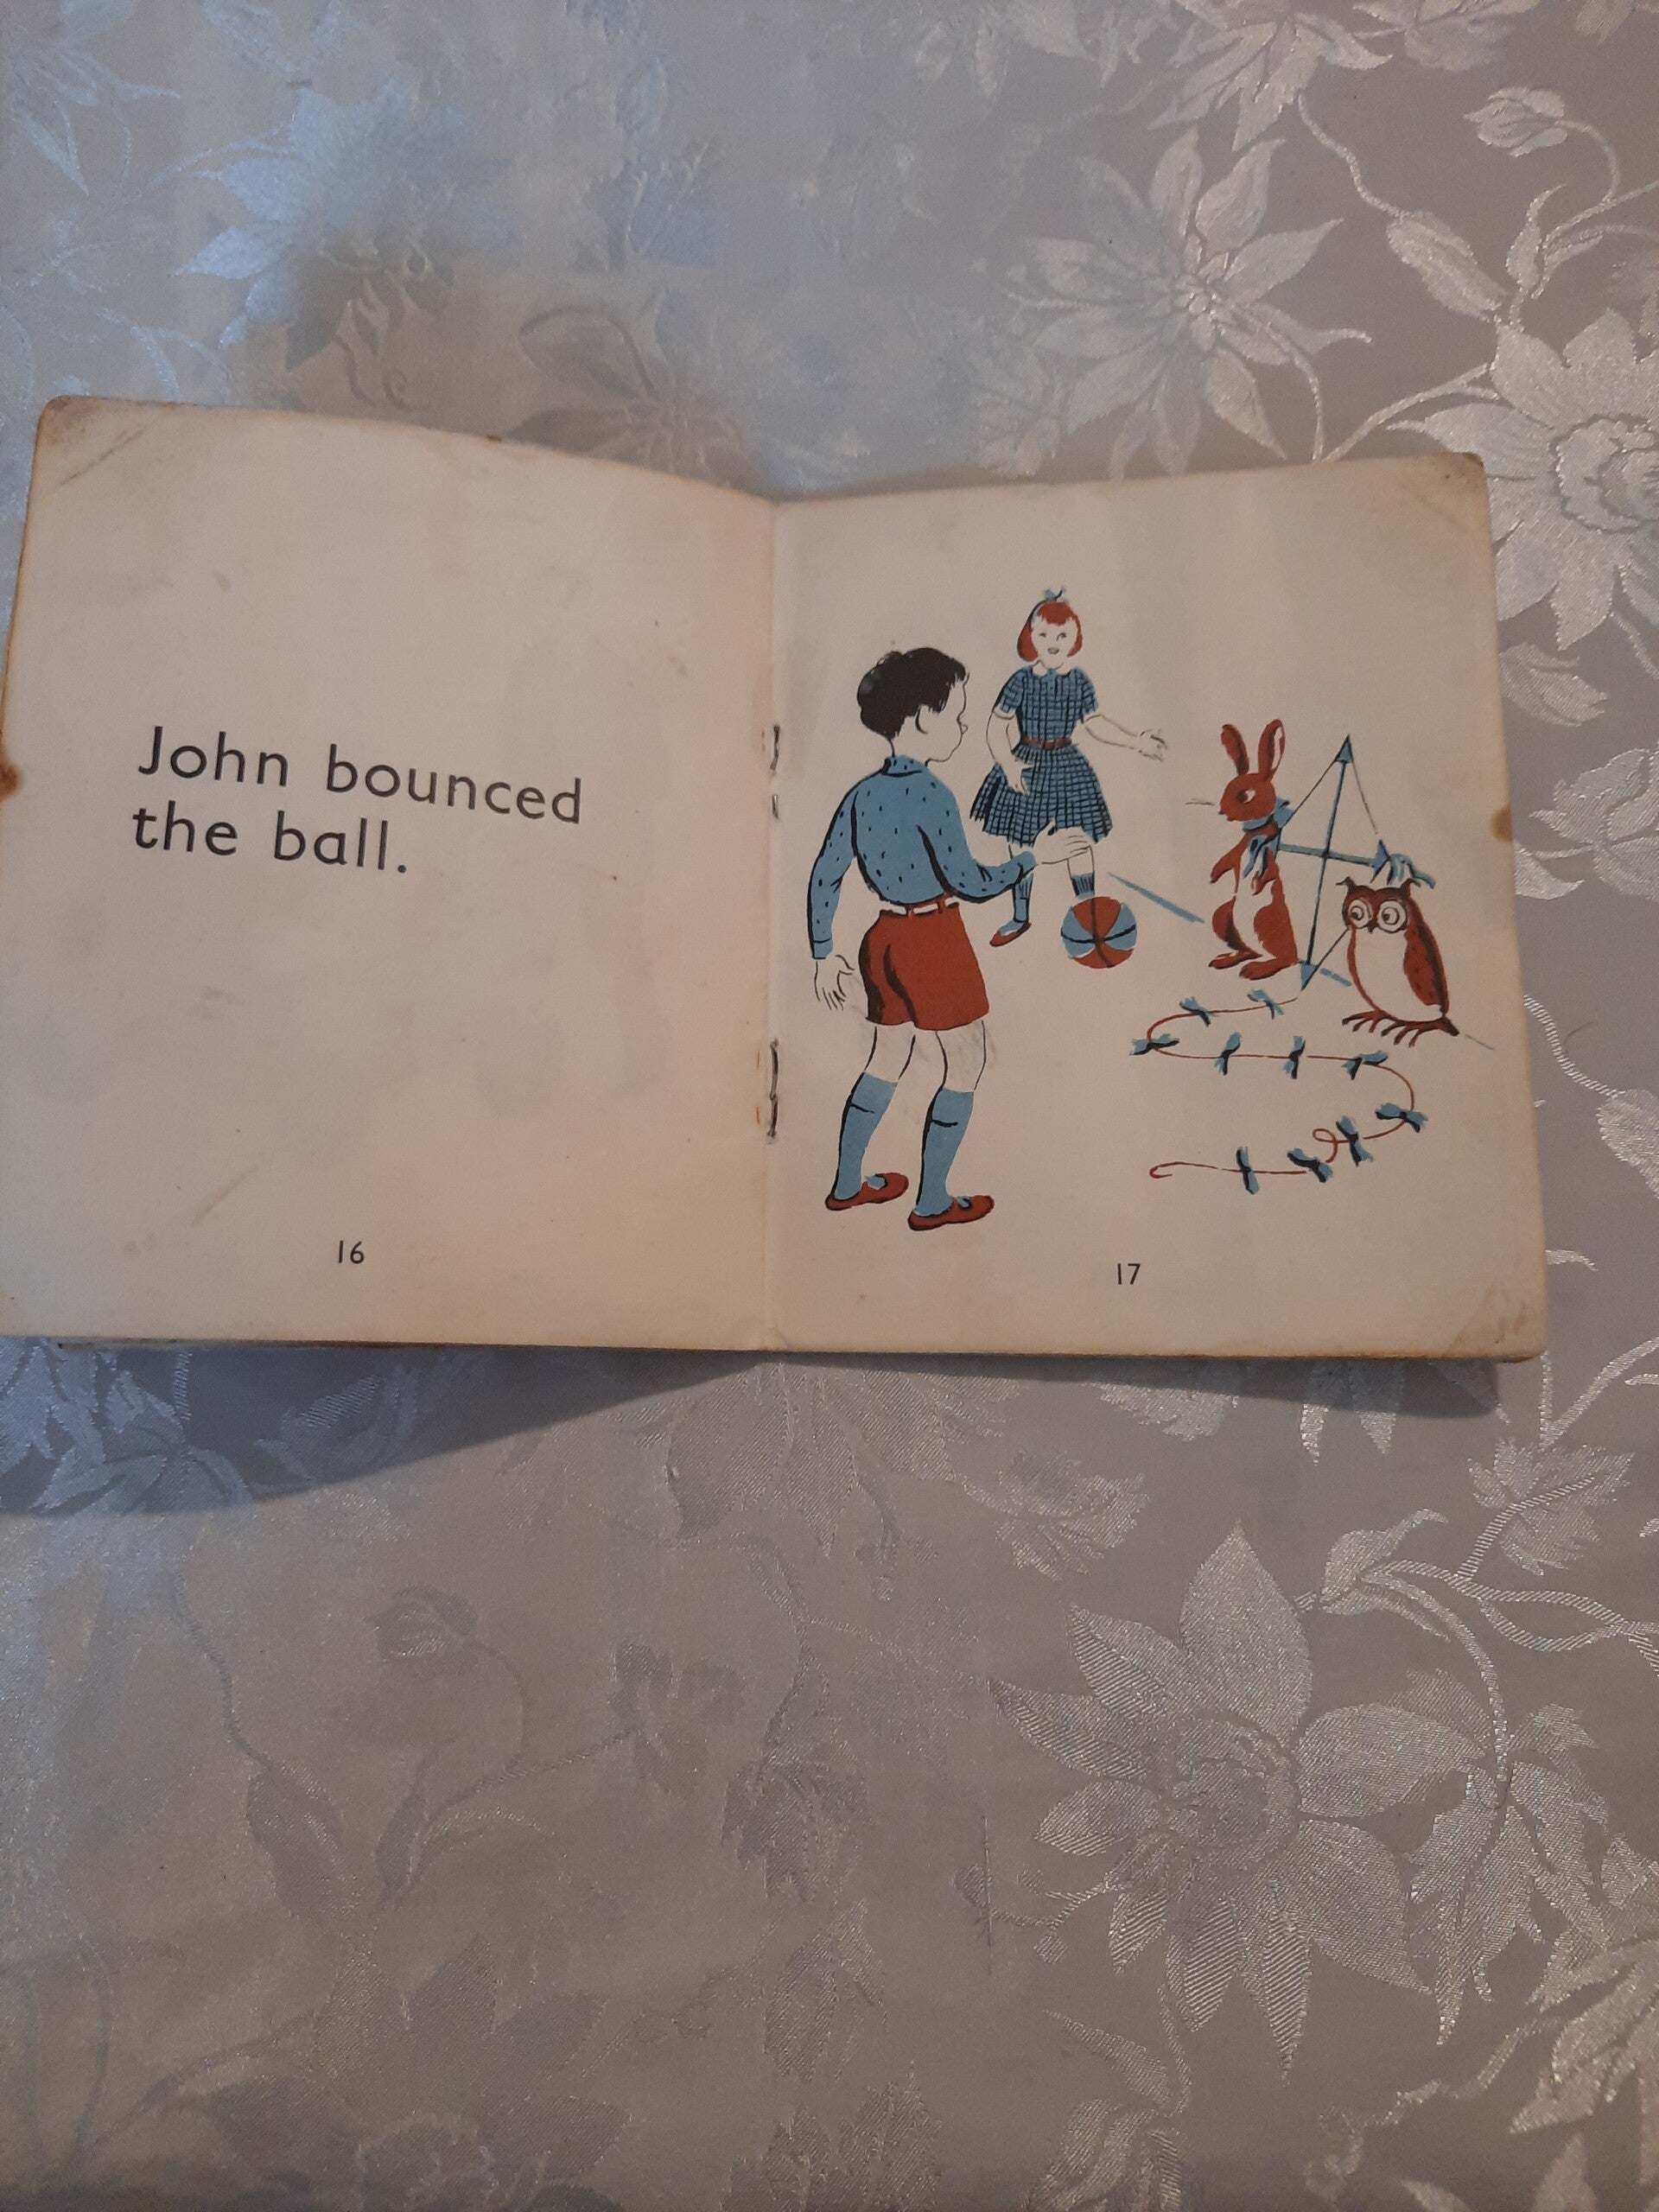 John bounced
the ball.
16
17